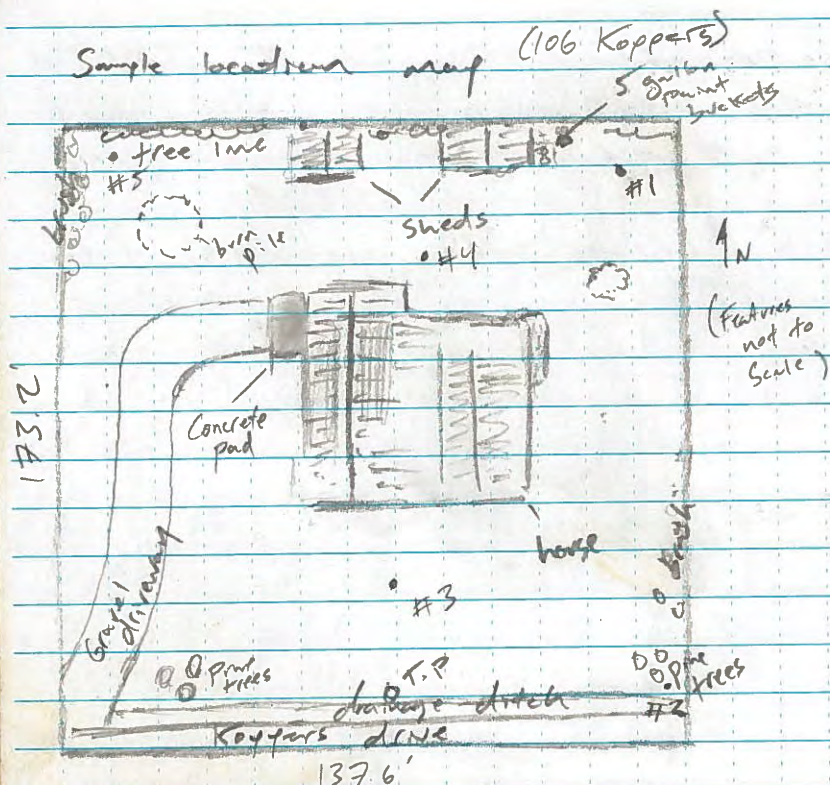 Sample location map (106 Koppers)
5 gallon
paint
buckets
tree line
#5
#1
burn
pile
sheds
#4
N
(Features
not to
Scale)
brush
173.2'
Concrete
pad
house
brush
#3
Gravel
driveway
pine
trees
T.P
pine
trees
drainage ditch
#2
Koppers drive
137.6'